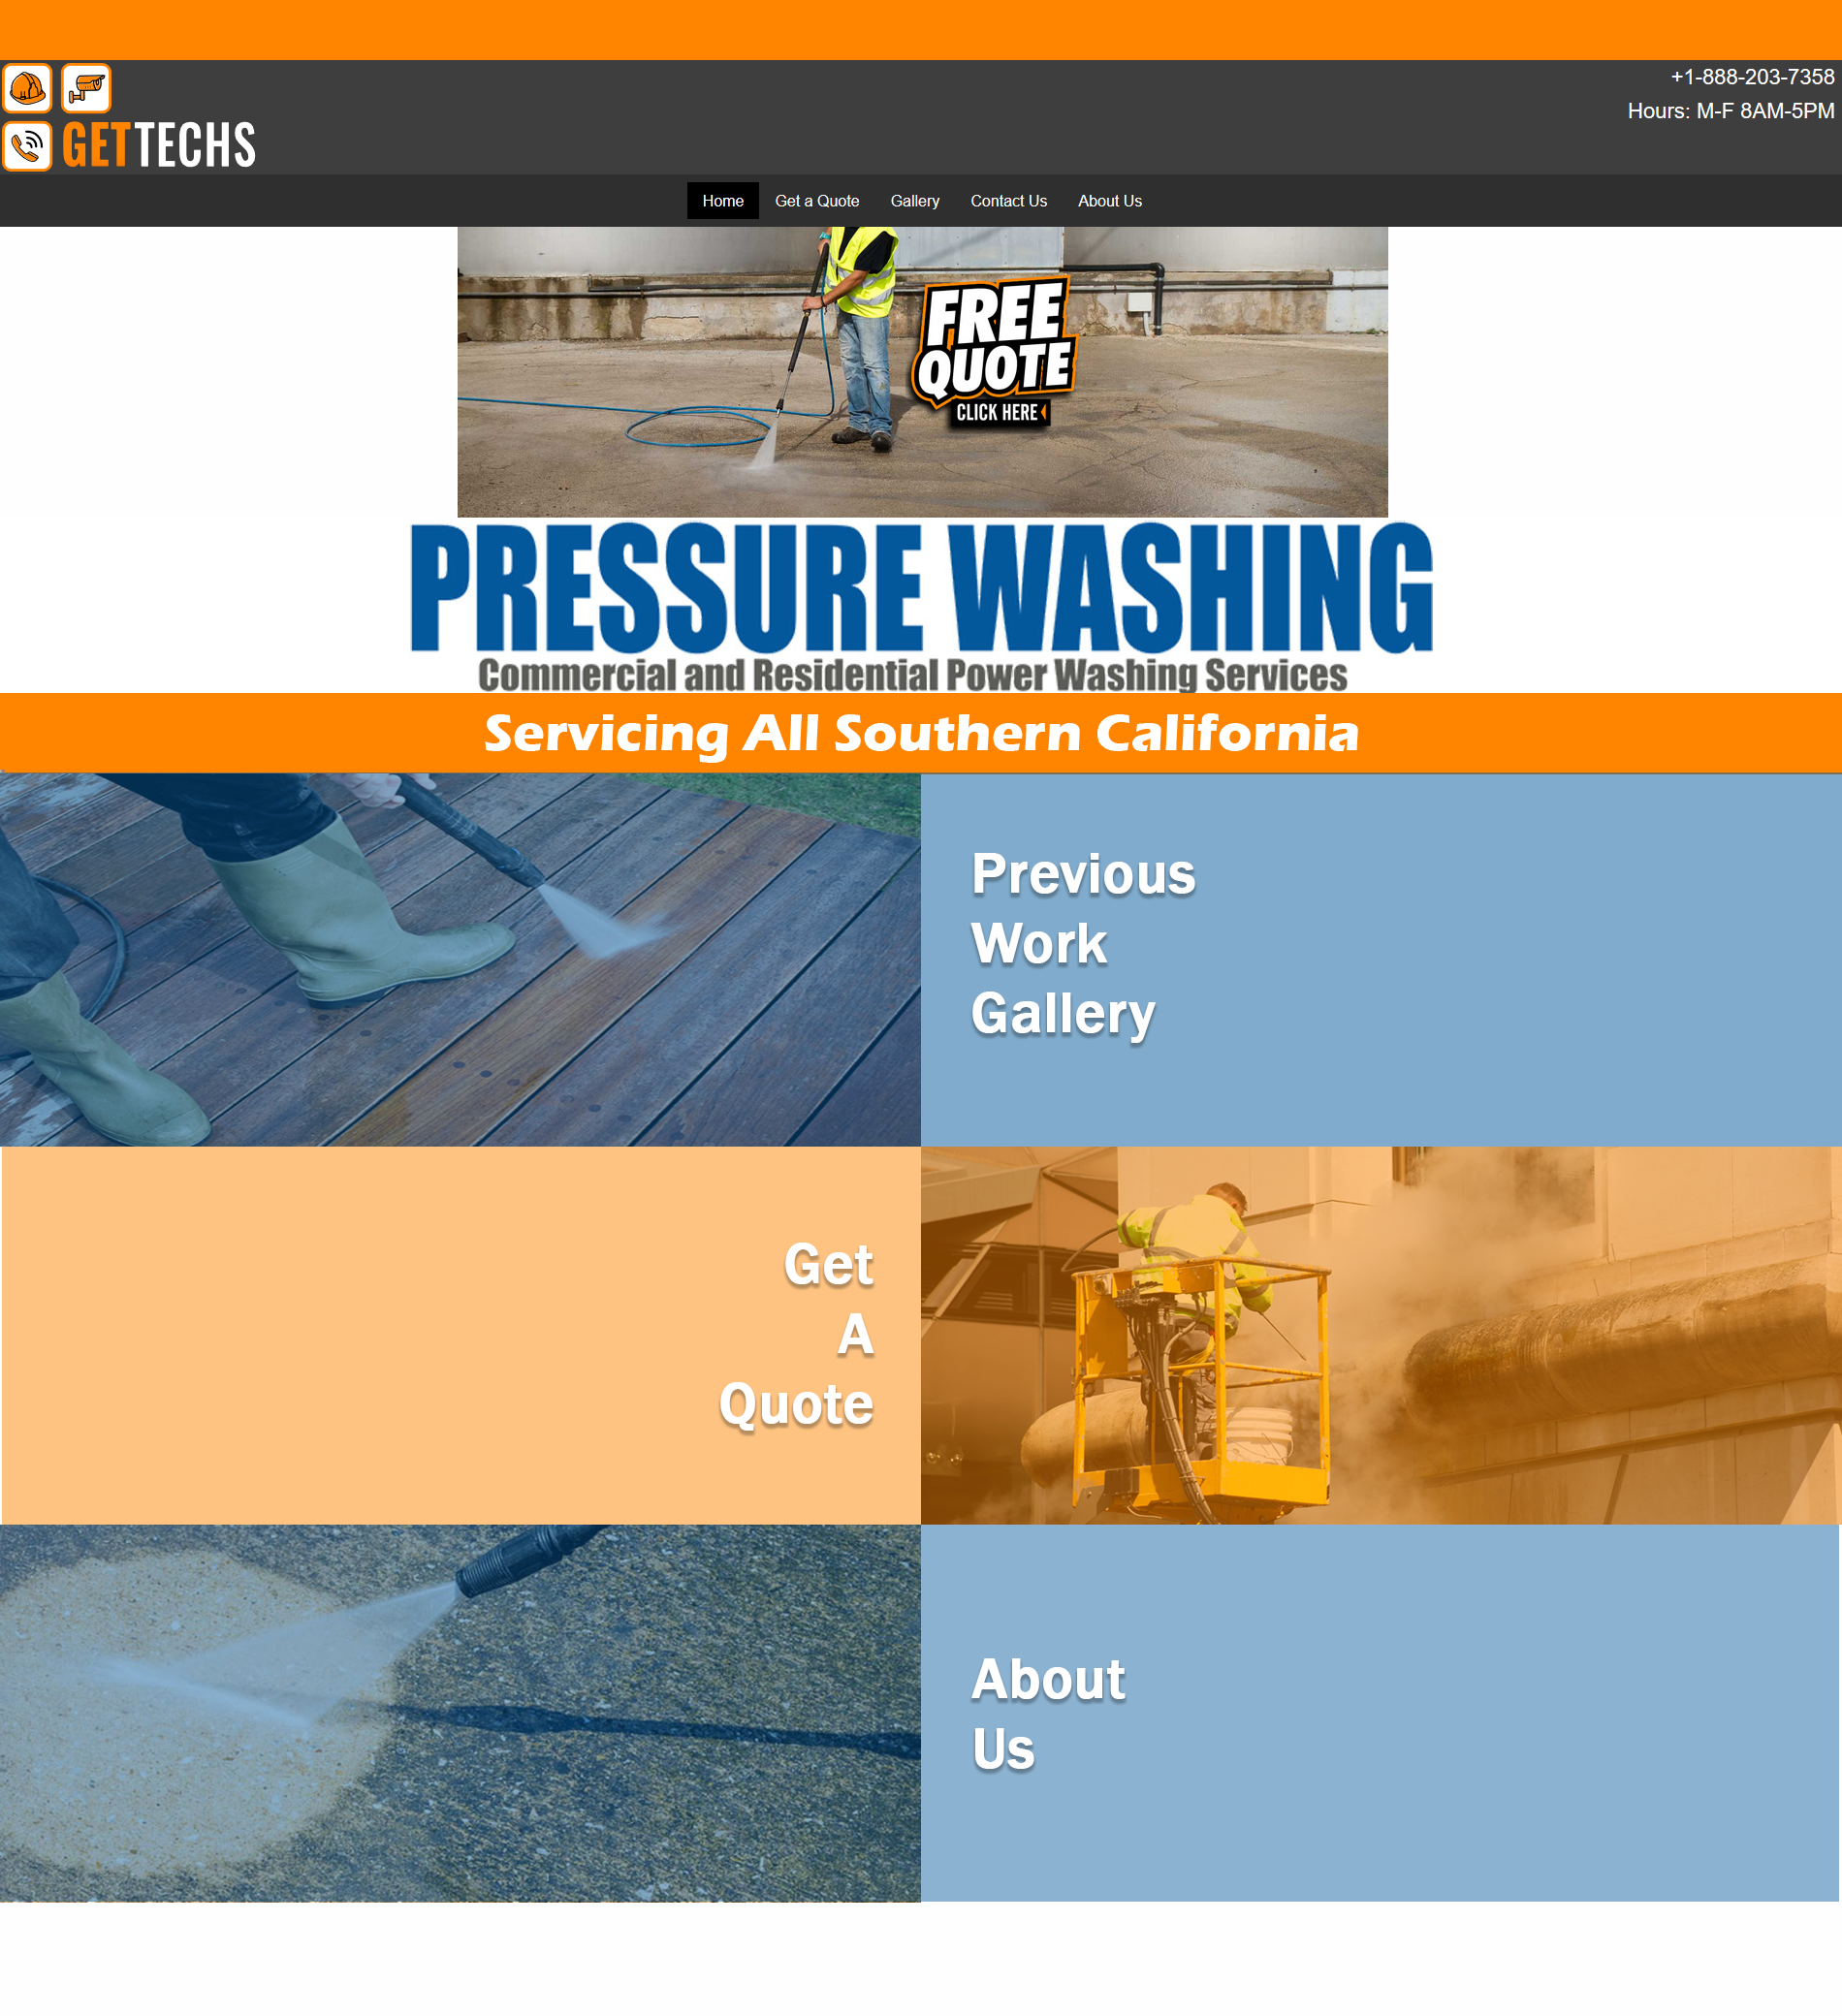 +1-888-203-7358
Hours: M-F 8AM-5PM
GETTECHS
Home Get a Quote Gallery Contact Us About Us
FREE
QUOTE
CLICK HERE
PRESSURE WASHING
Commercial and Residential Power Washing Services
Servicing All Southern California
Previous
Work
Gallery
Get
A
Quote
About
Us